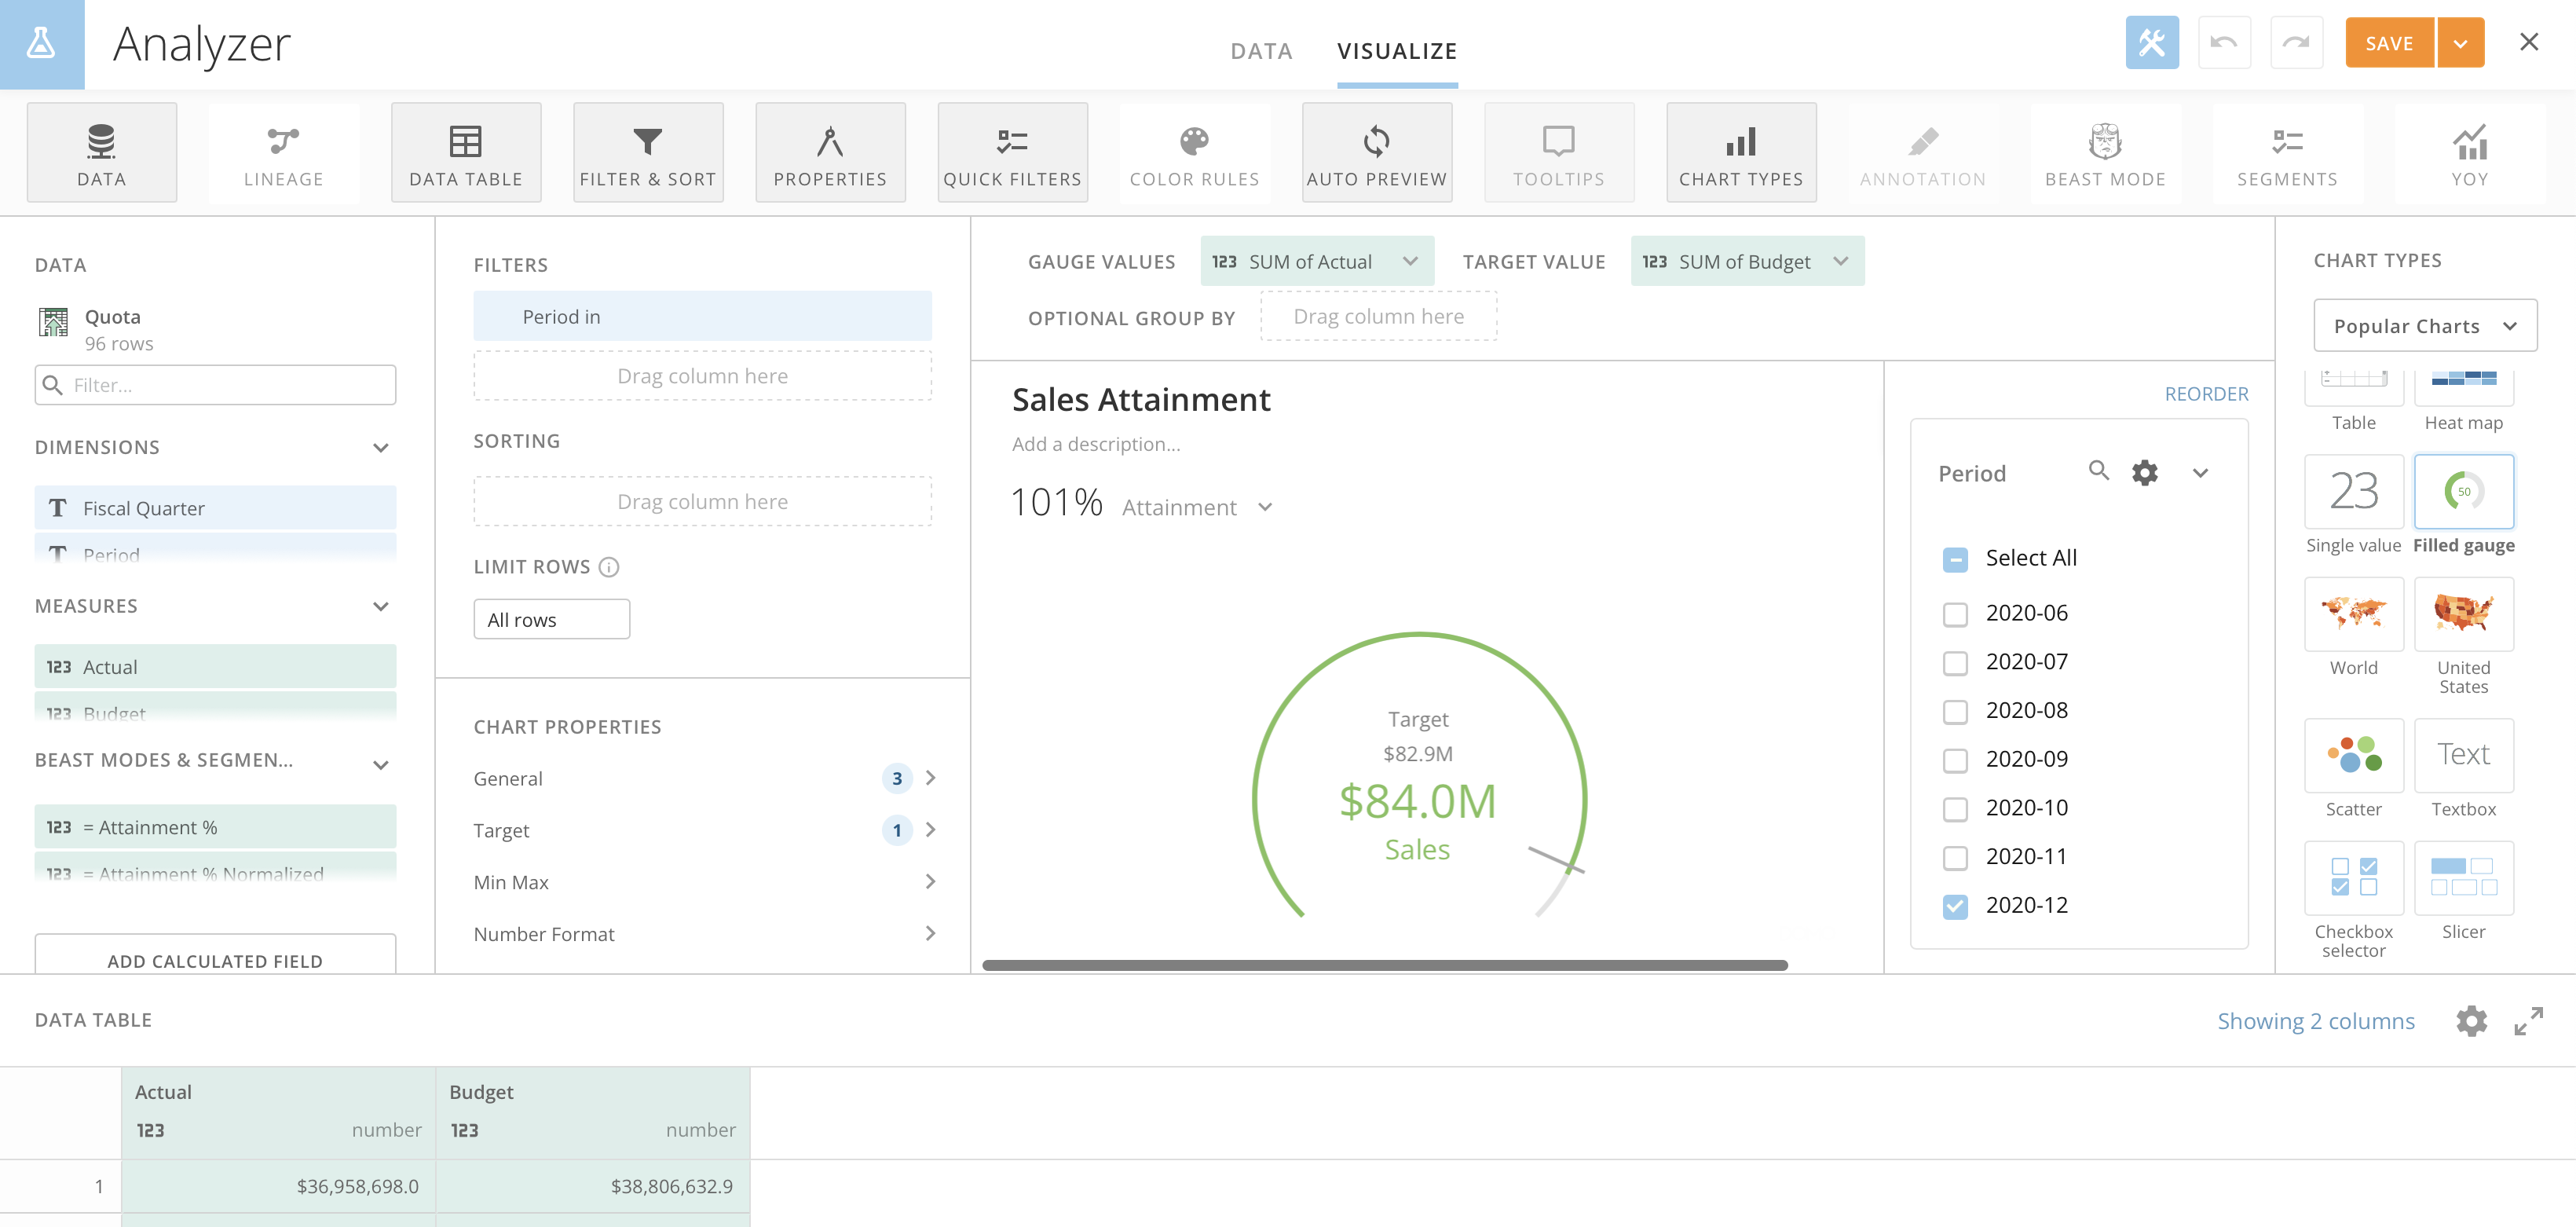 Analyzer
DATA
VISUALIZE
SAVE
DATA
LINEAGE
DATA TABLE
FILTER & SORT
PROPERTIES
QUICK FILTERS
COLOR RULES
AUTO PREVIEW
TOOLTIPS
CHART TYPES
ANNOTATION
BEAST MODE
SEGMENTS
YOY
DATA
Quota
96 rows
Filter...
DIMENSIONS
T Fiscal Quarter
T Period
MEASURES
123 Actual
123 Budget
BEAST MODES & SEGMEN...
123 = Attainment %
123 = Attainment % Normalized
ADD CALCULATED FIELD
FILTERS
Period in
Drag column here
SORTING
Drag column here
LIMIT ROWS
All rows
CHART PROPERTIES
General 3
Target 1
Min Max
Number Format
GAUGE VALUES 123 SUM of Actual TARGET VALUE 123 SUM of Budget
OPTIONAL GROUP BY Drag column here
Sales Attainment
Add a description...
101% Attainment
Target
$82.9M
$84.0M
Sales
REORDER
Period
Select All
2020-06
2020-07
2020-08
2020-09
2020-10
2020-11
2020-12
CHART TYPES
Popular Charts
Table
Heat map
23
50
Single value
Filled gauge
World
United
States
Text
Scatter
Textbox
Checkbox
selector
Slicer
DATA TABLE
Showing 2 columns
Actual
Budget
123 number
123 number
1 $36,958,698.0 $38,806,632.9